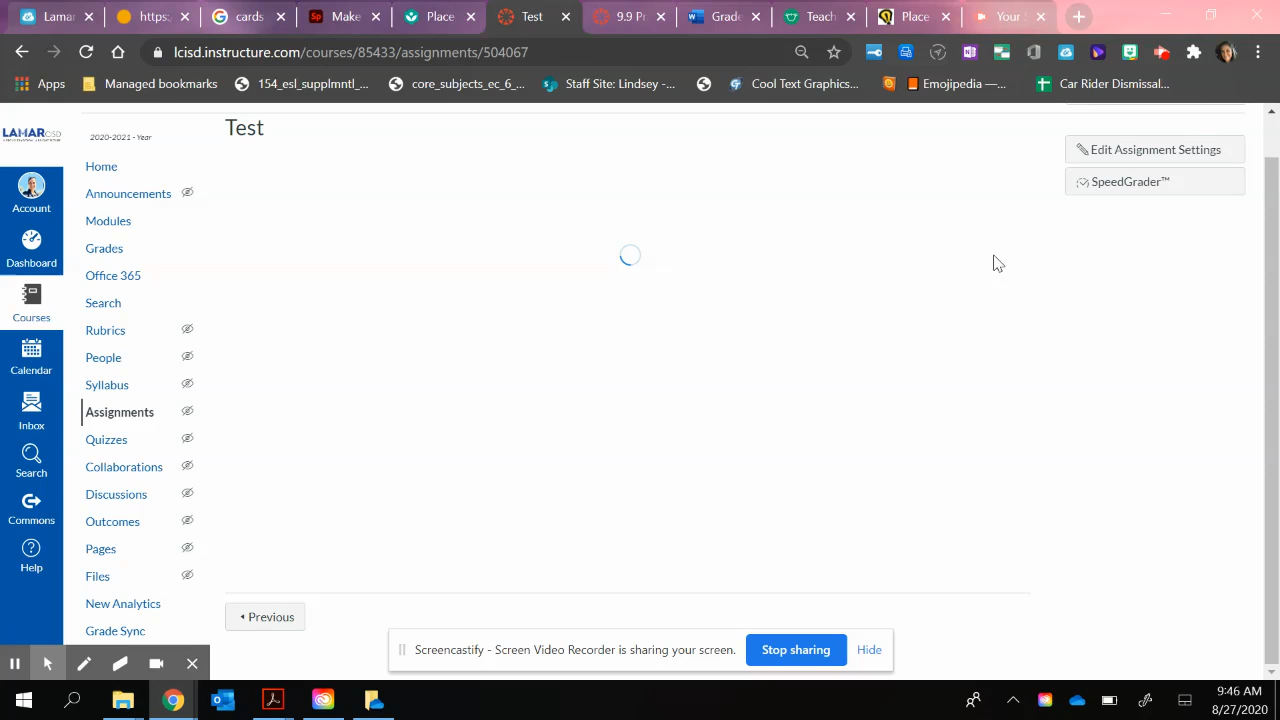 Lamar
https:
cards
Make
Place
Test
9.9 Pr
Grade
Teach
Place
Your S
lcisd.instructure.com/courses/85433/assignments/504067
Apps
Managed bookmarks
154_esl_supplmntl_...
core_subjects_ec_6_...
Staff Site: Lindsey -...
Cool Text Graphics...
Emojipedia —...
Car Rider Dismissal...
LAMAR CISD
2020-2021 - Year
Test
Edit Assignment Settings
SpeedGrader™
Account
Dashboard
Courses
Calendar
Inbox
Search
Commons
Help
Home
Announcements
Modules
Grades
Office 365
Search
Rubrics
People
Syllabus
Assignments
Quizzes
Collaborations
Discussions
Outcomes
Pages
Files
New Analytics
Grade Sync
Previous
Screencastify - Screen Video Recorder is sharing your screen.
Stop sharing
Hide
9:46 AM
8/27/2020